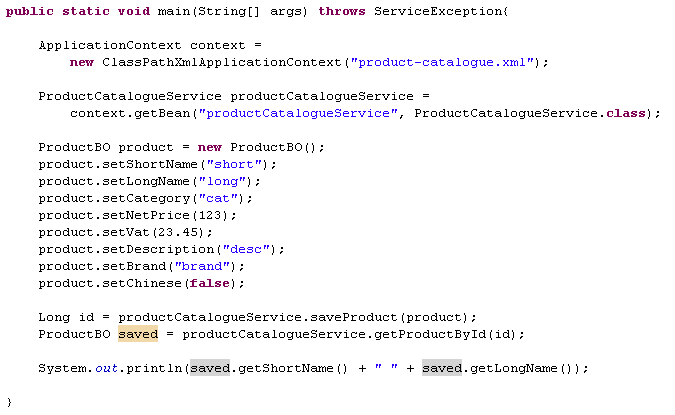 public static void main(String[] args) throws ServiceException{
ApplicationContext context =
new ClassPathXmlApplicationContext("product-catalogue.xml");
ProductCatalogueService productCatalogueService =
context.getBean("productCatalogueService", ProductCatalogueService.class);
ProductBO product = new ProductBO();
product.setShortName("short");
product.setLongName("long");
product.setCategory("cat");
product.setNetPrice(123);
product.setVat(23.45);
product.setDescription("desc");
product.setBrand("brand");
product.setChinese(false);
Long id = productCatalogueService.saveProduct(product);
ProductBO saved = productCatalogueService.getProductById(id);
System.out.println(saved.getShortName() + " " + saved.getLongName());
}